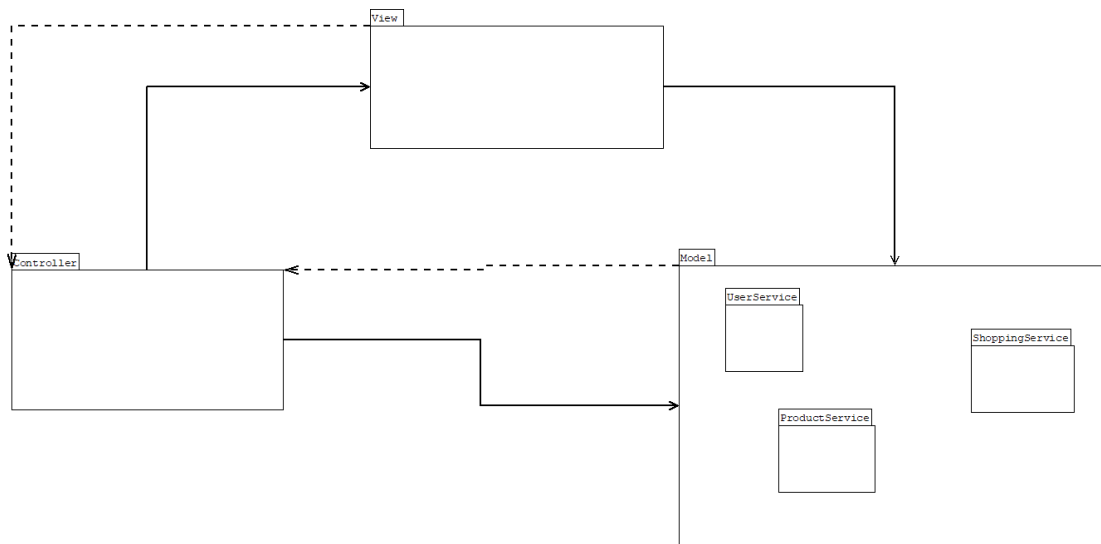 View
Controller
Model
UserService
ShoppingService
ProductService